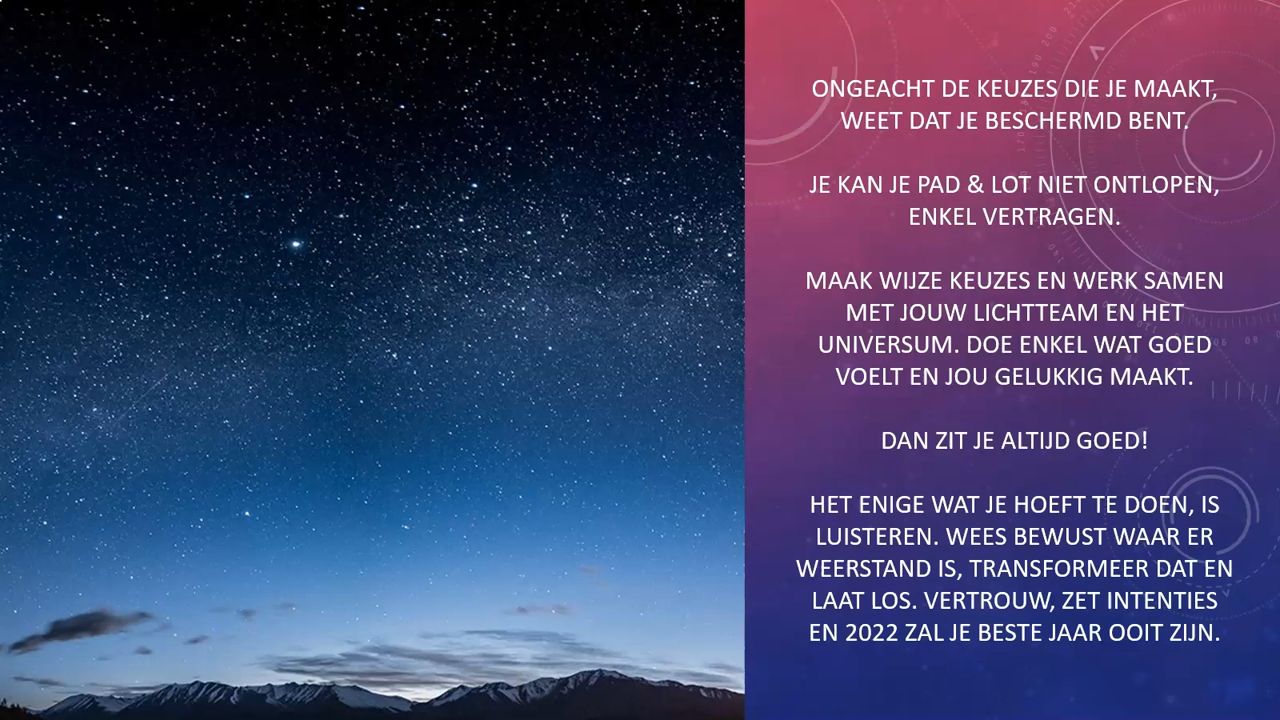 ONGEACHT DE KEUZES DIE JE MAAKT,
WEET DAT JE BESCHERMD BENT.
JE KAN JE PAD & LOT NIET ONTLOPEN,
ENKEL VERTRAGEN.
MAAK WIJZE KEUZES EN WERK SAMEN
MET JOUW LICHTTEAM EN HET
UNIVERSUM. DOE ENKEL WAT GOED
VOELT EN JOU GELUKKIG MAAKT.
DAN ZIT JE ALTIJD GOED!
HET ENIGE WAT JE HOEFT TE DOEN, IS
LUISTEREN. WEES BEWUST WAAR ER
WEERSTAND IS, TRANSFORMEER DAT EN
LAAT LOS. VERTROUW, ZET INTENTIES
EN 2022 ZAL JE BESTE JAAR OOIT ZIJN.